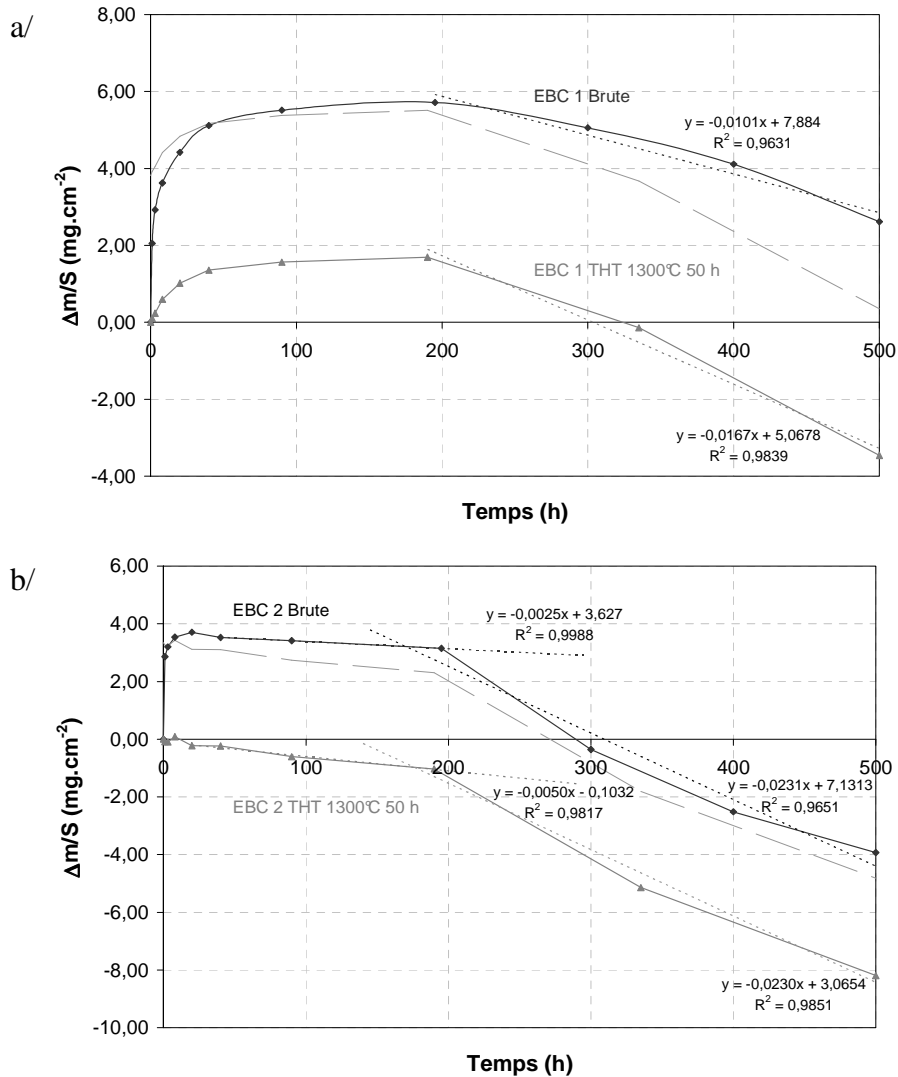 a/
Δm/S (mg.cm-2)
8,00
6,00
4,00
2,00
0,00
-2,00
-4,00
0
100
200
300
400
500
EBC 1 Brute
y = -0,0101x + 7,884
R2 = 0,9631
EBC 1 THT 1300°C 50 h
y = -0,0167x + 5,0678
R2 = 0,9839
Temps (h)
b/
Δm/S (mg.cm-2)
6,00
4,00
2,00
0,00
-2,00
-4,00
-6,00
-8,00
-10,00
0
100
200
300
400
500
EBC 2 Brute
y = -0,0025x + 3,627
R2 = 0,9988
y = -0,0231x + 7,1313
R2 = 0,9651
y = -0,0050x - 0,1032
R2 = 0,9817
EBC 2 THT 1300°C 50 h
y = -0,0230x + 3,0654
R2 = 0,9851
Temps (h)